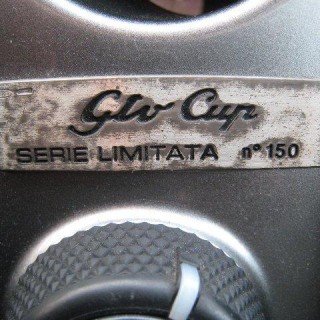 Gtv Cup
SERIE LIMITATA n° 150